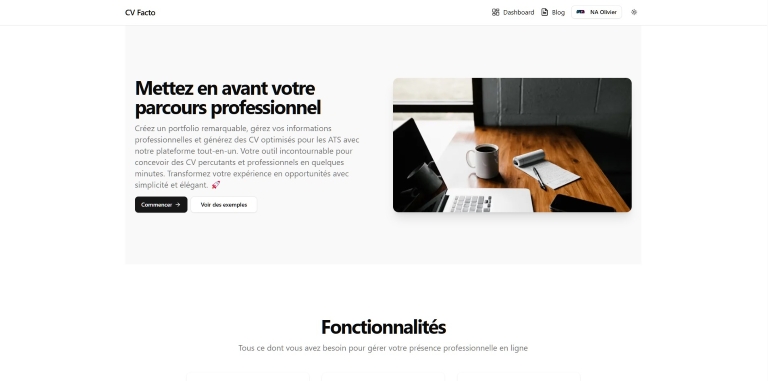 CV Facto
Dashboard
Blog
NA Olivier
Mettez en avant votre
parcours professionnel
Créez un portfolio remarquable, gérez vos informations
professionnelles et générez des CV optimisés pour les ATS avec
notre plateforme tout-en-un. Votre outil incontournable pour
concevoir des CV percutants et professionnels en quelques
minutes. Transformez votre expérience en opportunités avec
simplicité et élégant. 🚀
Commencer →
Voir des exemples
Fonctionnalités
Tous ce dont vous avez besoin pour gérer votre présence professionnelle en ligne